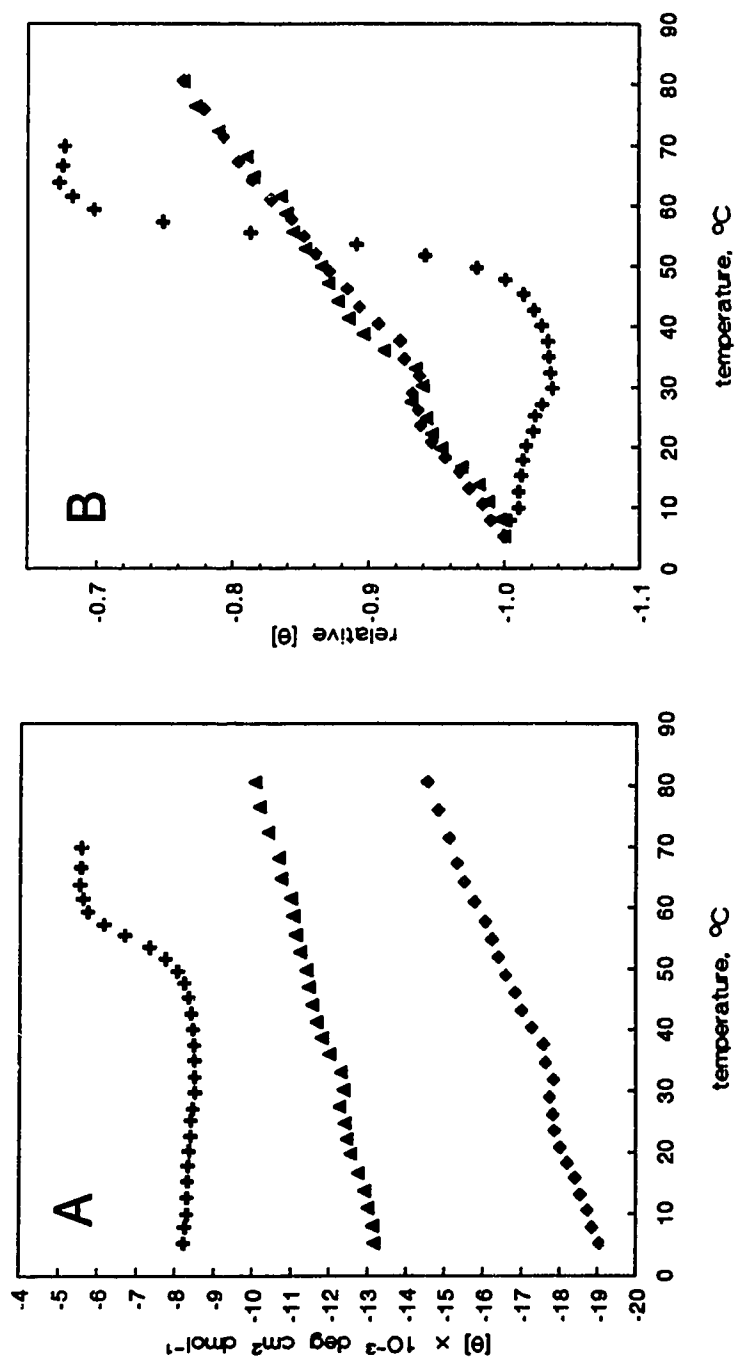 A
[θ] × 10⁻³ deg cm² dmol⁻¹
-4
-5
-6
-7
-8
-9
-10
-11
-12
-13
-14
-15
-16
-17
-18
-19
-20
0 10 20 30 40 50 60 70 80 90
temperature, °C
B
relative [θ]
-0.7
-0.8
-0.9
-1.0
-1.1
0 10 20 30 40 50 60 70 80 90
temperature, °C